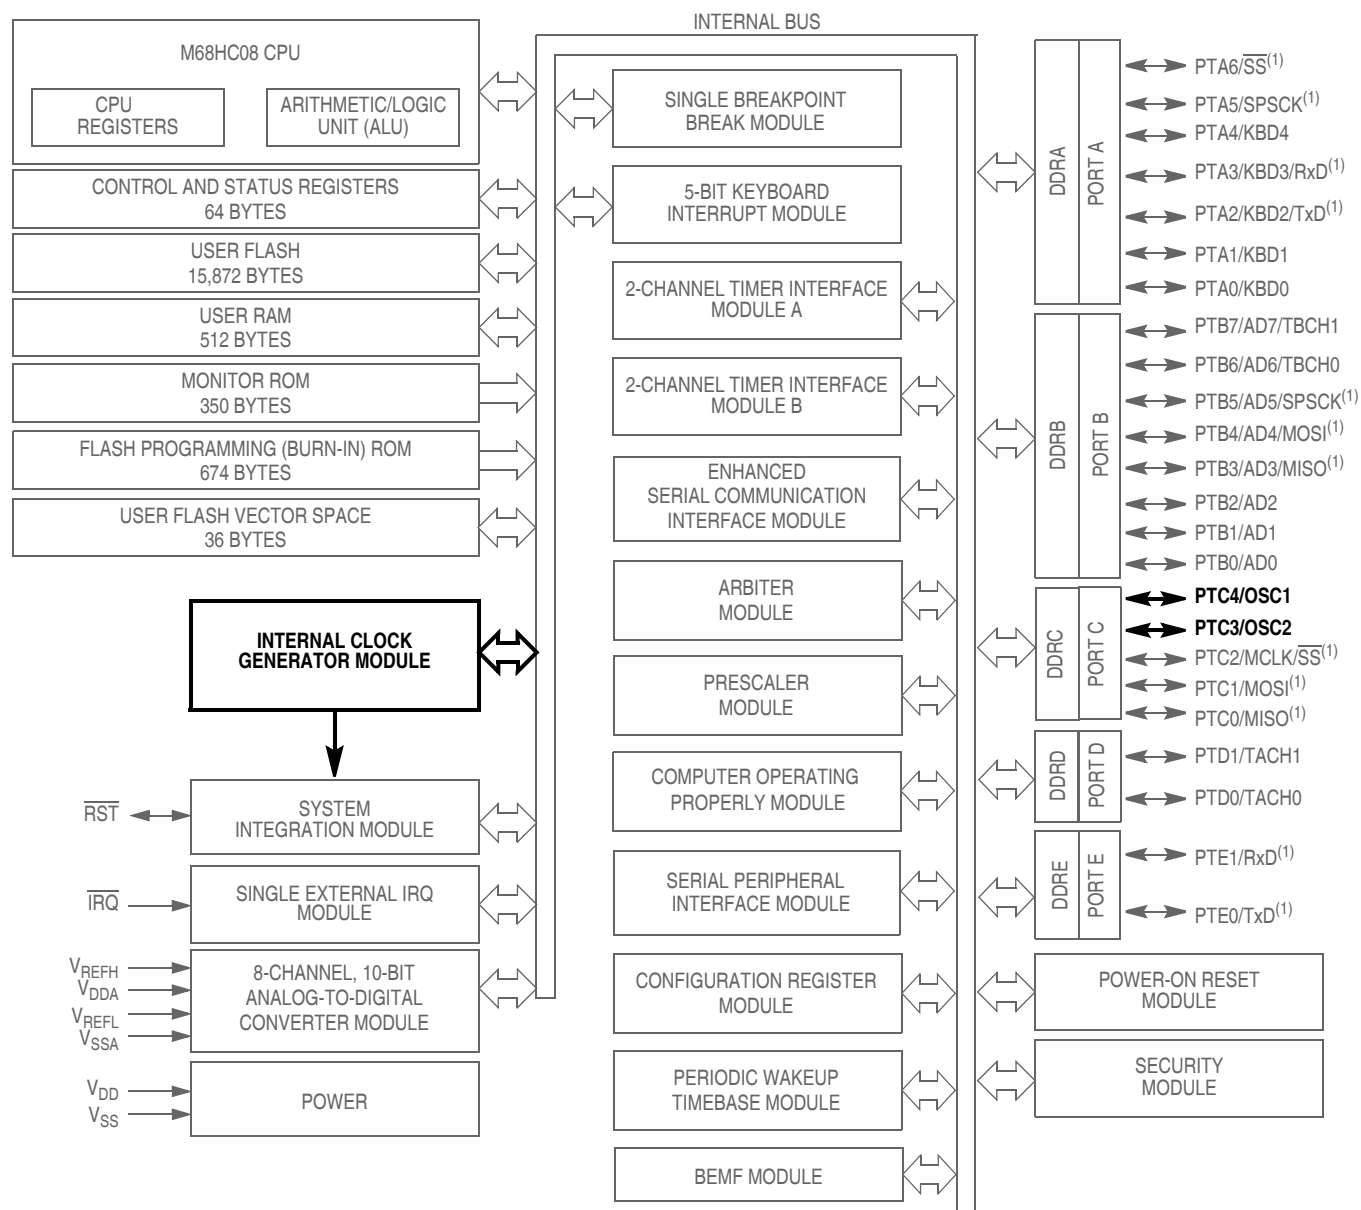 INTERNAL BUS
M68HC08 CPU
CPU
REGISTERS
ARITHMETIC/LOGIC
UNIT (ALU)
CONTROL AND STATUS REGISTERS
64 BYTES
USER FLASH
15,872 BYTES
USER RAM
512 BYTES
MONITOR ROM
350 BYTES
FLASH PROGRAMMING (BURN-IN) ROM
674 BYTES
USER FLASH VECTOR SPACE
36 BYTES
INTERNAL CLOCK
GENERATOR MODULE
RST
SYSTEM
INTEGRATION MODULE
IRQ
SINGLE EXTERNAL IRQ
MODULE
VREFH
VDDA
VREFL
VSSA
8-CHANNEL, 10-BIT
ANALOG-TO-DIGITAL
CONVERTER MODULE
VDD
VSS
POWER
SINGLE BREAKPOINT
BREAK MODULE
5-BIT KEYBOARD
INTERRUPT MODULE
2-CHANNEL TIMER INTERFACE
MODULE A
2-CHANNEL TIMER INTERFACE
MODULE B
ENHANCED
SERIAL COMMUNICATION
INTERFACE MODULE
ARBITER
MODULE
PRESCALER
MODULE
COMPUTER OPERATING
PROPERLY MODULE
SERIAL PERIPHERAL
INTERFACE MODULE
CONFIGURATION REGISTER
MODULE
PERIODIC WAKEUP
TIMEBASE MODULE
BEMF MODULE
DDRA
PORT A
PTA6/SS(1)
PTA5/SPSCK(1)
PTA4/KBD4
PTA3/KBD3/RxD(1)
PTA2/KBD2/TxD(1)
PTA1/KBD1
PTA0/KBD0
DDRB
PORT B
PTB7/AD7/TBCH1
PTB6/AD6/TBCH0
PTB5/AD5/SPSCK(1)
PTB4/AD4/MOSI(1)
PTB3/AD3/MISO(1)
PTB2/AD2
PTB1/AD1
PTB0/AD0
DDRC
PORT C
PTC4/OSC1
PTC3/OSC2
PTC2/MCLK/SS(1)
PTC1/MOSI(1)
PTC0/MISO(1)
DDRD
PORT D
PTD1/TACH1
PTD0/TACH0
DDRE
PORT E
PTE1/RxD(1)
PTE0/TxD(1)
POWER-ON RESET
MODULE
SECURITY
MODULE